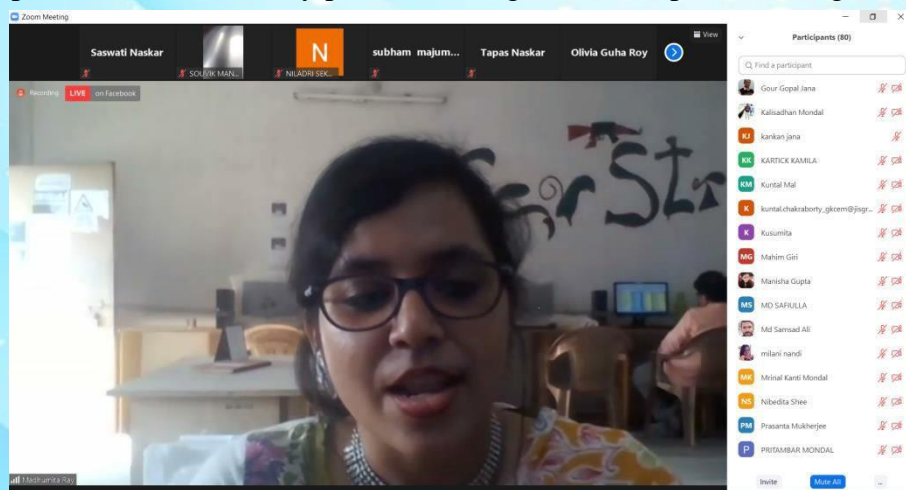 Zoom Meeting
Saswati Naskar
SOUVIK MAN...
N
NILADRI SEK...
subham majum...
Tapas Naskar
Olivia Guha Roy
View
Recording
LIVE on Facebook
Str
Madhumita Ray
Participants (80)
Find a participant
Gour Gopal Jana
Kalisadhan Mondal
KJ kankan jana
KK KARTICK KAMILA
KM Kuntal Mal
K kuntal.chakraborty_gkcem@jisgr...
K Kusumita
MG Mahim Giri
Manisha Gupta
MS MD SAFIULLA
Md Samsad Ali
milani nandi
MK Mrinal Kanti Mondal
NS Nibedita Shee
PM Prasanta Mukherjee
P PRITAMBAR MONDAL
Invite
Mute All
...